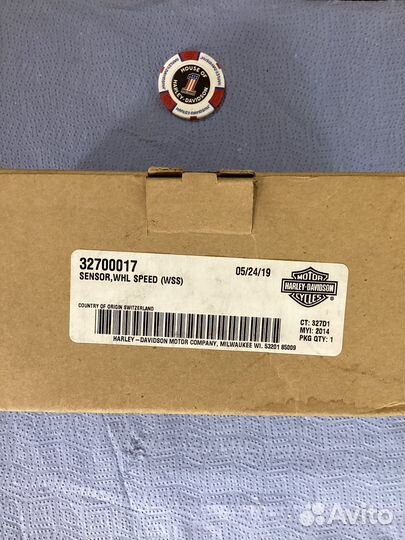 HOUSE OF
1
HARLEY-DAVIDSON
32700017
SENSOR,WHL SPEED (WSS)
05/24/19
MOTOR
HARLEY-DAVIDSON
CYCLES
COUNTRY OF ORIGIN SWITZERLAND
CT: 327D1
MYI: 2014
PKG QTY: 1
HARLEY-DAVIDSON MOTOR COMPANY, MILWAUKEE WI. 53201 85009
Avito